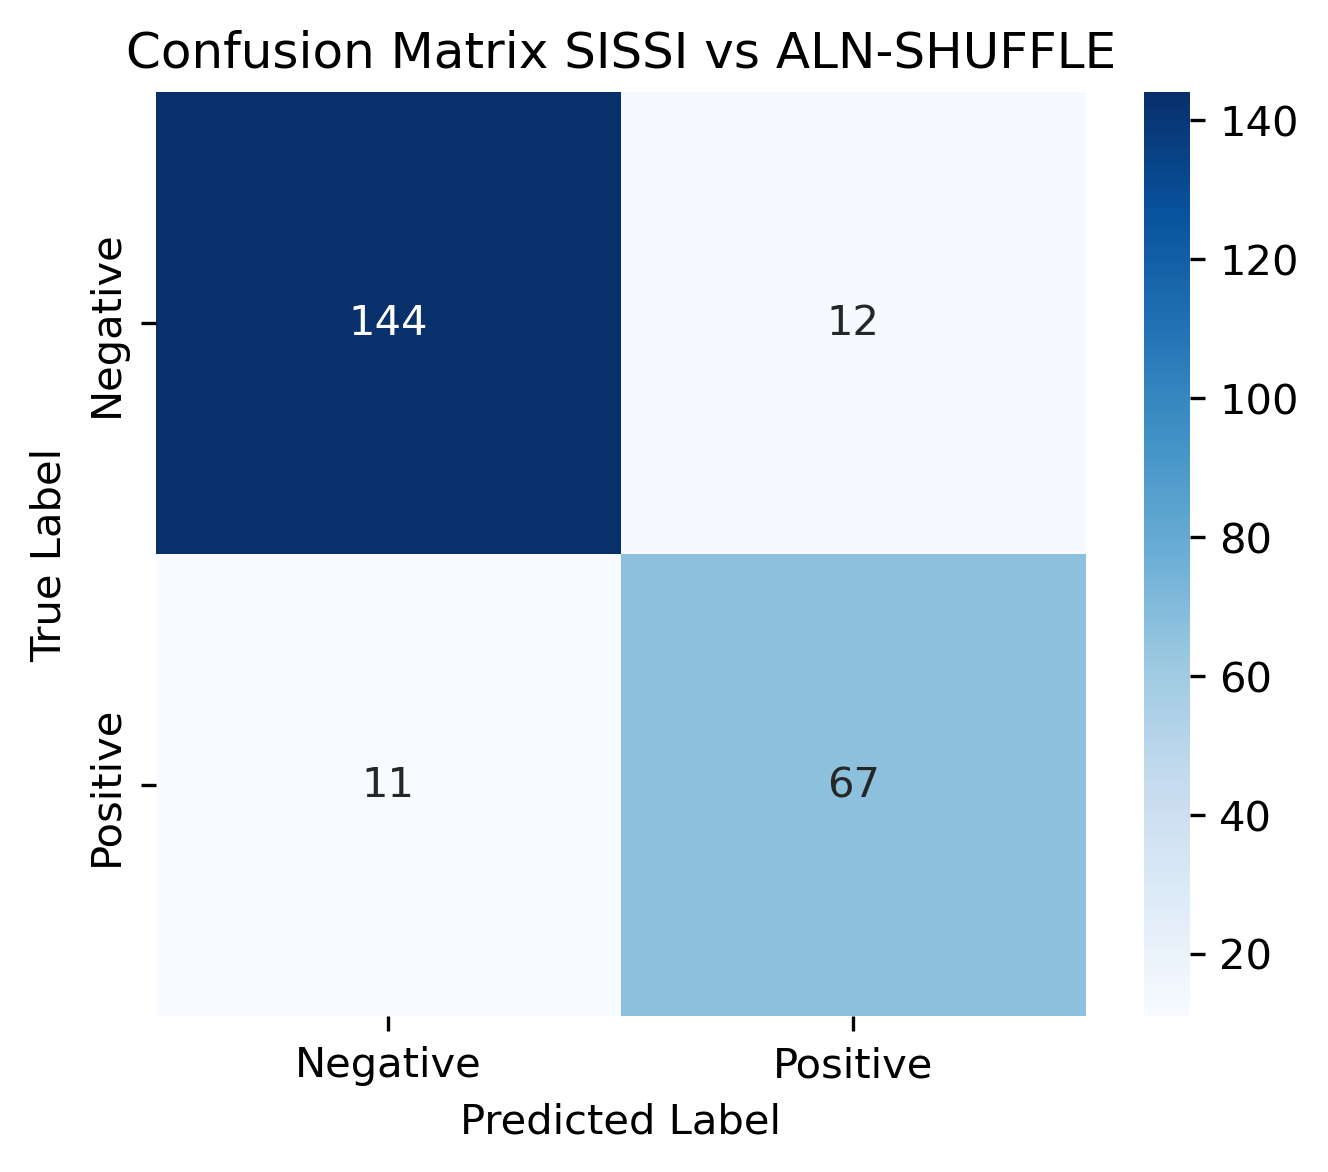 Confusion Matrix SISSI vs ALN-SHUFFLE
True Label
Negative
144
12
Positive
11
67
Negative
Positive
Predicted Label
140
120
100
80
60
40
20